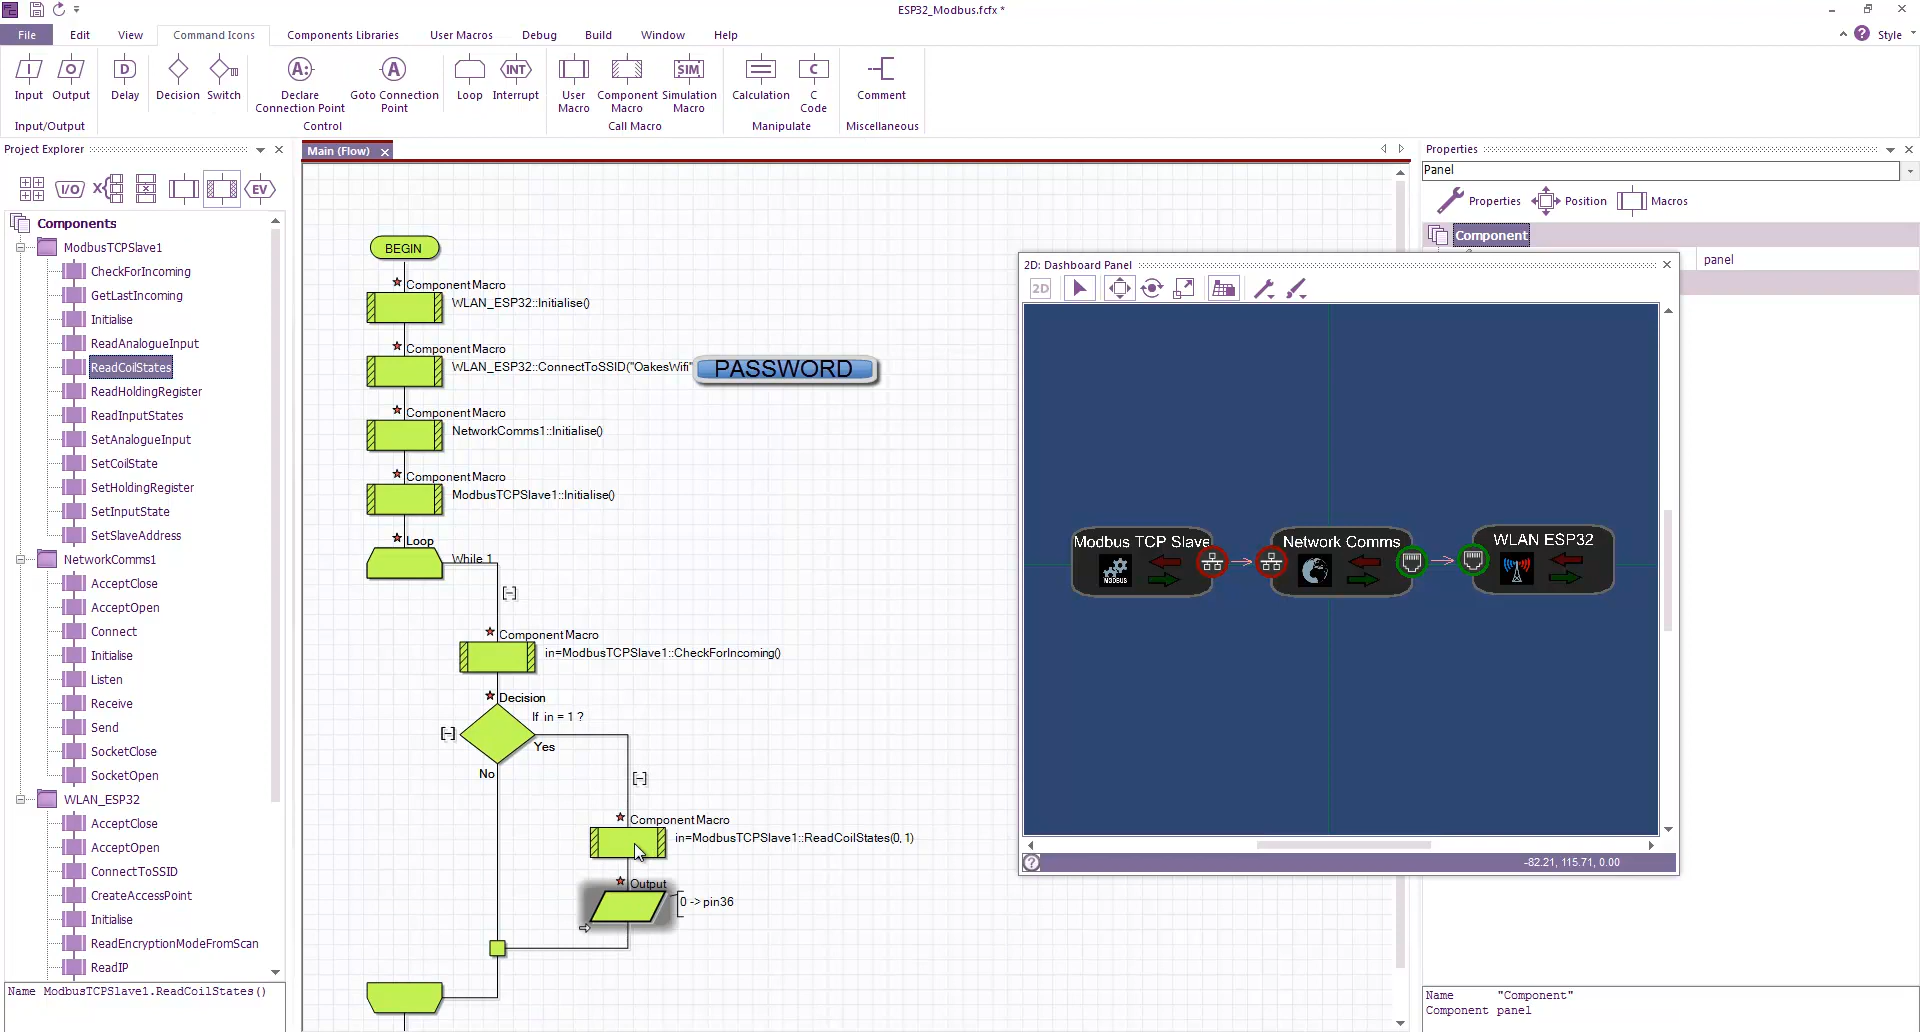 ESP32_Modbus.fcfx *
File Edit View Command Icons Components Libraries User Macros Debug Build Window Help Style
Input Output Delay Decision Switch Declare Connection Point Goto Connection Point Loop INT Interrupt User Macro Component Macro SIM Simulation Macro Calculation C Code Comment
Input/Output Control Call Macro Manipulate Miscellaneous
Project Explorer
I/O EV
Components
ModbusTCPSlave1
CheckForIncoming
GetLastIncoming
Initialise
ReadAnalogueInput
ReadCoilStates
ReadHoldingRegister
ReadInputStates
SetAnalogueInput
SetCoilState
SetHoldingRegister
SetInputState
SetSlaveAddress
NetworkComms1
AcceptClose
AcceptOpen
Connect
Initialise
Listen
Receive
Send
SocketClose
SocketOpen
WLAN_ESP32
AcceptClose
AcceptOpen
ConnectToSSID
CreateAccessPoint
Initialise
ReadEncryptionModeFromScan
ReadIP
Name ModbusTCPSlave1.ReadCoilStates()
Main (Flow)
BEGIN
Component Macro
WLAN_ESP32::Initialise()
Component Macro
WLAN_ESP32::ConnectToSSID("OakesWifi"
PASSWORD
Component Macro
NetworkComms1::Initialise()
Component Macro
ModbusTCPSlave1::Initialise()
Loop
While 1
Component Macro
in=ModbusTCPSlave1::CheckForIncoming()
Decision
If in = 1 ?
Yes
No
Component Macro
in=ModbusTCPSlave1::ReadCoilStates(0, 1)
Output
0 -> pin36
2D: Dashboard Panel
2D
Modbus TCP Slave
MODBUS
Network Comms
WLAN ESP32
-82.21, 115.71, 0.00
Properties
Panel
Properties Position Macros
Component
panel
Name "Component"
Component panel